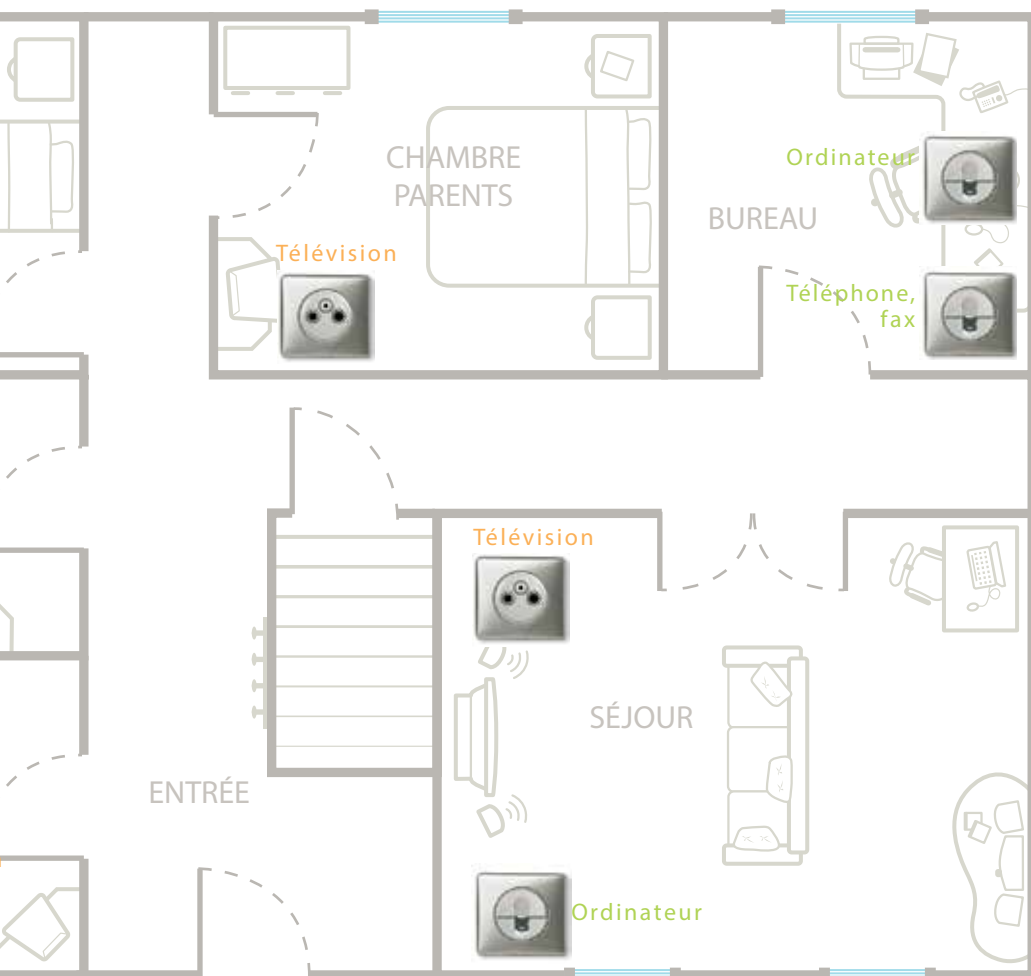 CHAMBRE
PARENTS
Télévision
BUREAU
Ordinateur
Téléphone,
fax
Télévision
SÉJOUR
ENTRÉE
Ordinateur